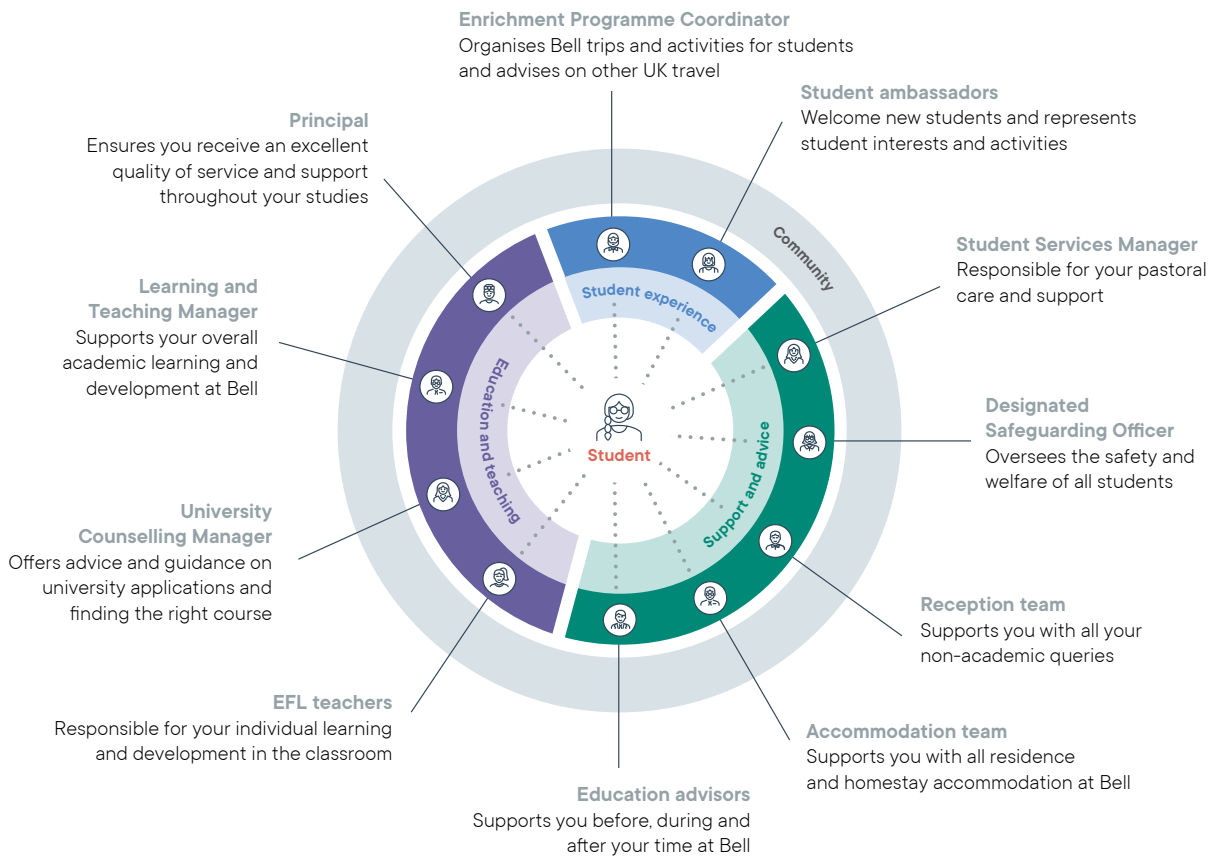 Enrichment Programme Coordinator
Organises Bell trips and activities for students
and advises on other UK travel
Student ambassadors
Welcome new students and represents
student interests and activities
Principal
Ensures you receive an excellent
quality of service and support
throughout your studies
Community
Student Services Manager
Responsible for your pastoral
care and support
Learning and
Teaching Manager
Supports your overall
academic learning and
development at Bell
Student experience
Education and teaching
Student
Support and advice
Designated
Safeguarding Officer
Oversees the safety and
welfare of all students
University
Counselling Manager
Offers advice and guidance on
university applications and
finding the right course
Reception team
Supports you with all your
non-academic queries
EFL teachers
Responsible for your individual learning
and development in the classroom
Accommodation team
Supports you with all residence
and homestay accommodation at Bell
Education advisors
Supports you before, during and
after your time at Bell